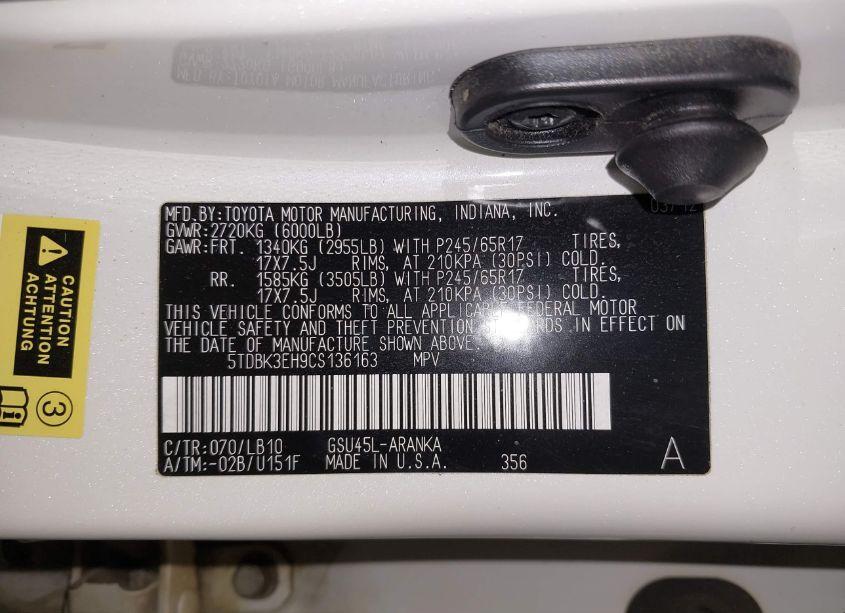 MFD.BY:TOYOTA MOTOR MANUFACTURING, INDIANA, INC. 03/12
GVWR:2720KG (6000LB)
GAWR:FRT. 1340KG (2955LB) WITH P245/65R17 TIRES,
17X7.5J RIMS, AT 210KPA (30PSI) COLD.
RR. 1585KG (3505LB) WITH P245/65R17 TIRES,
17X7.5J RIMS, AT 210KPA (30PSI) COLD.
THIS VEHICLE CONFORMS TO ALL APPLICABLE FEDERAL MOTOR
VEHICLE SAFETY AND THEFT PREVENTION STANDARDS IN EFFECT ON
THE DATE OF MANUFACTURE SHOWN ABOVE.
5TDBK3EH9CS136163 MPV
C/TR:070/LB10 GSU45L-ARANKA
A/TM:-02B/U151F MADE IN U.S.A. 356 A
CAUTION
ATTENTION
ACHTUNG
3